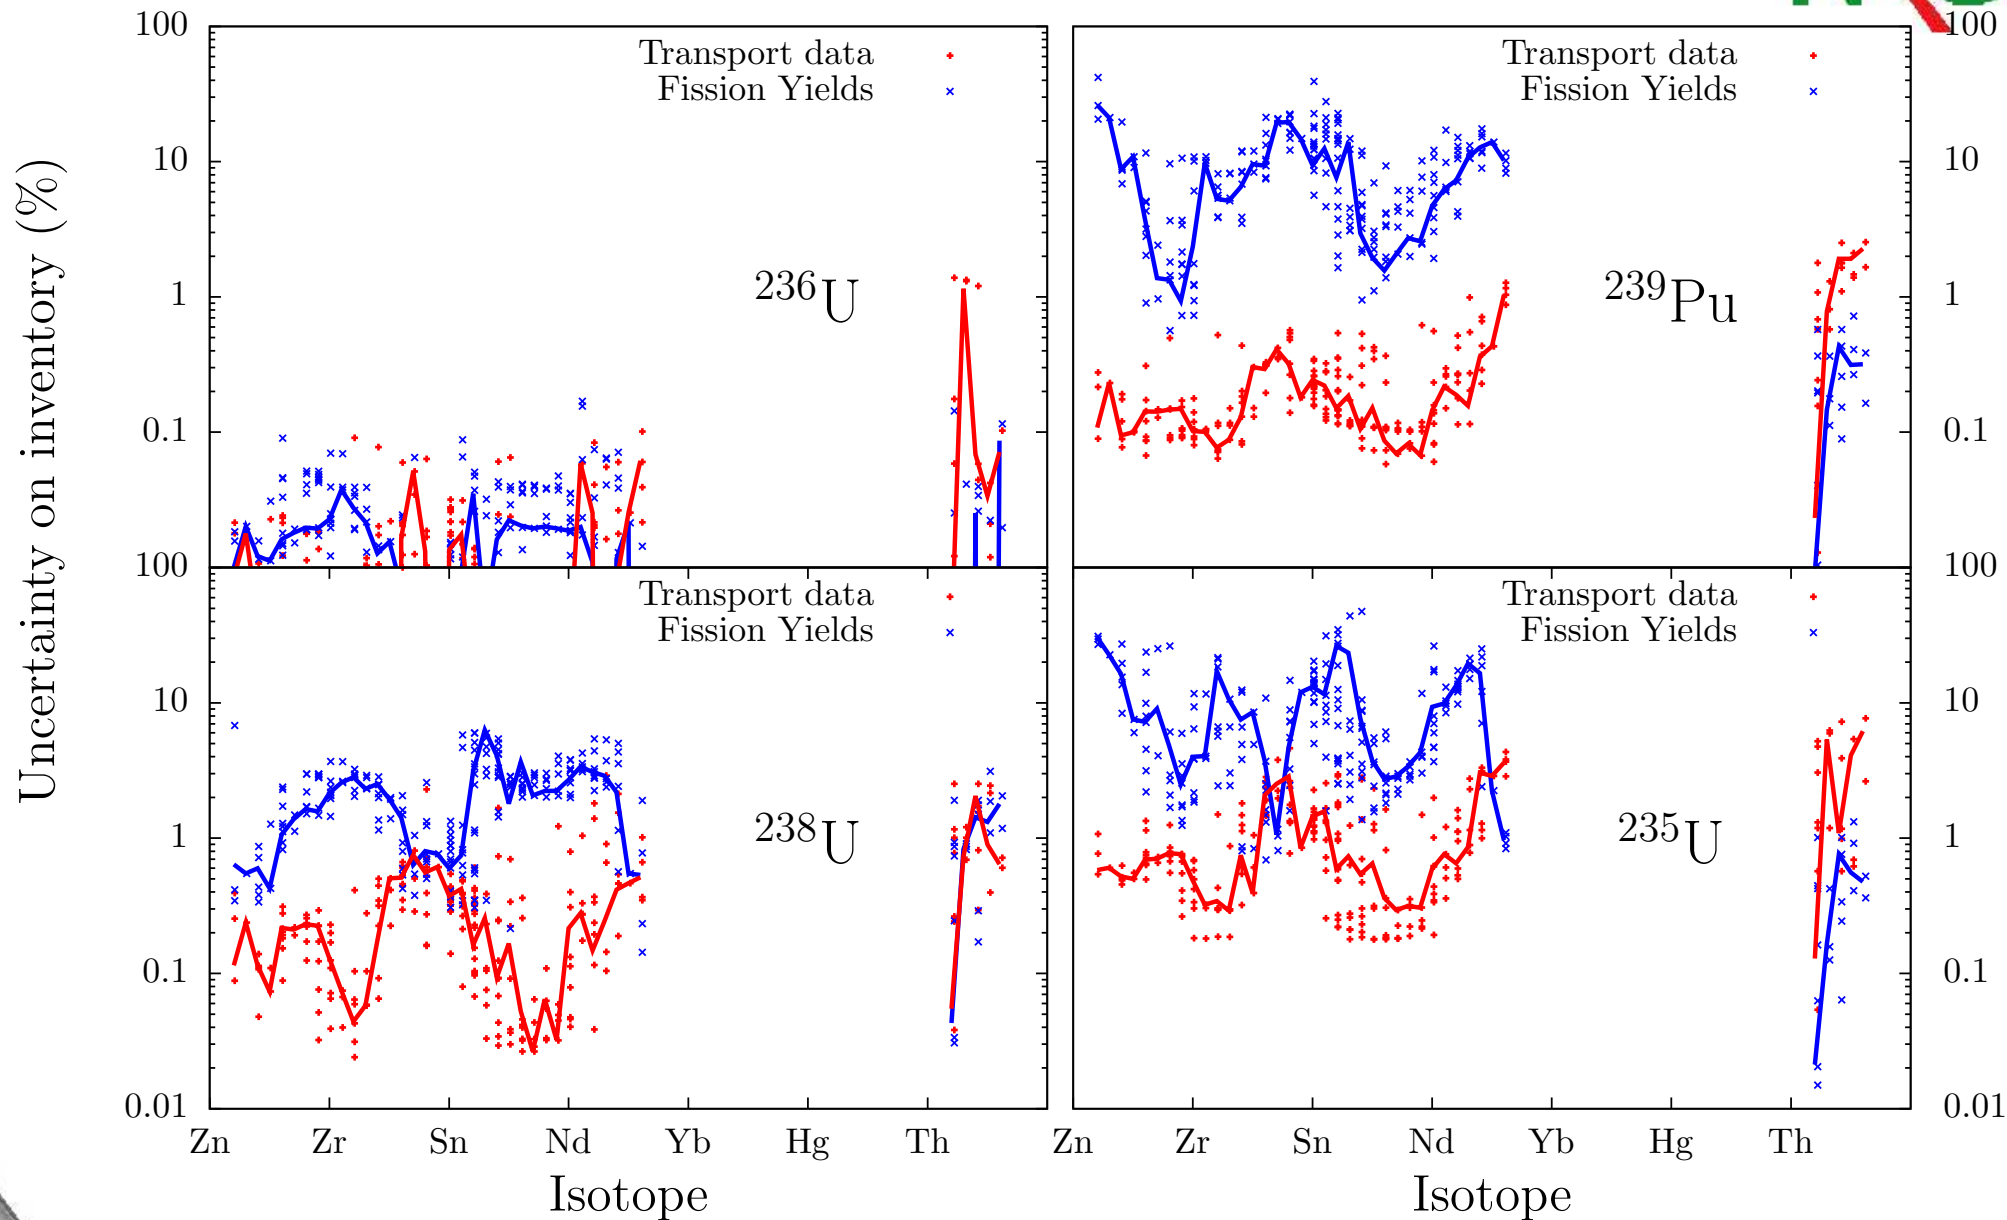 Uncertainty on inventory (%)
100
10
1
0.1
Transport data
Fission Yields
236U
Transport data
Fission Yields
239Pu
100
10
1
0.1
100
10
1
0.1
0.01
Transport data
Fission Yields
238U
Transport data
Fission Yields
235U
100
10
1
0.1
0.01
Zn Zr Sn Nd Yb Hg Th
Zn Zr Sn Nd Yb Hg Th
Isotope
Isotope